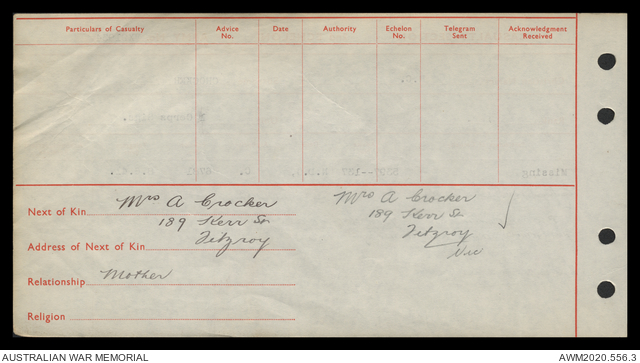 Particulars of Casualty Advice No. Date Authority Echelon No. Telegram Sent Acknowledgment Received
Next of Kin Mrs A Crocker
189 Kerr St
Address of Next of Kin Fitzroy
Relationship Mother
Religion
Mrs A Crocker
189 Kerr St
Fitzroy
Vic
AUSTRALIAN WAR MEMORIAL
AWM2020.556.3